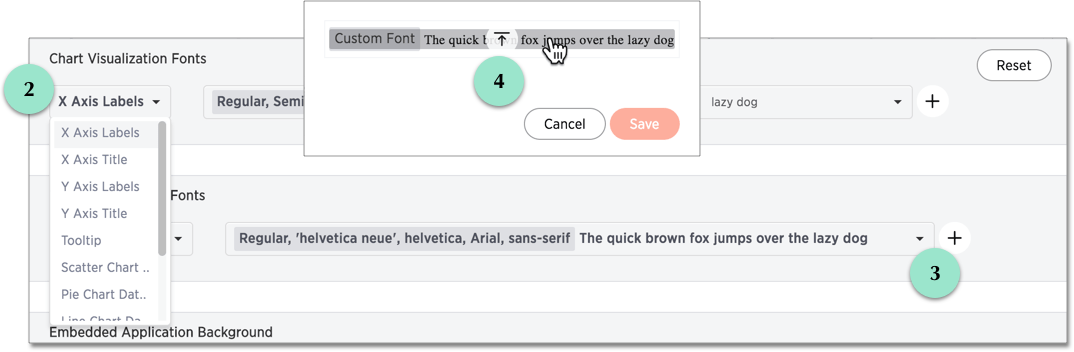 Custom Font The quick brown fox jumps over the lazy dog
4
Cancel Save
Chart Visualization Fonts
Reset
2
X Axis Labels
Regular, Semi
lazy dog
X Axis Labels
X Axis Title
Y Axis Labels
Y Axis Title
Tooltip
Scatter Chart ..
Pie Chart Dat..
Line Chart Da
Fonts
Regular, 'helvetica neue', helvetica, Arial, sans-serif The quick brown fox jumps over the lazy dog
3
Embedded Application Background